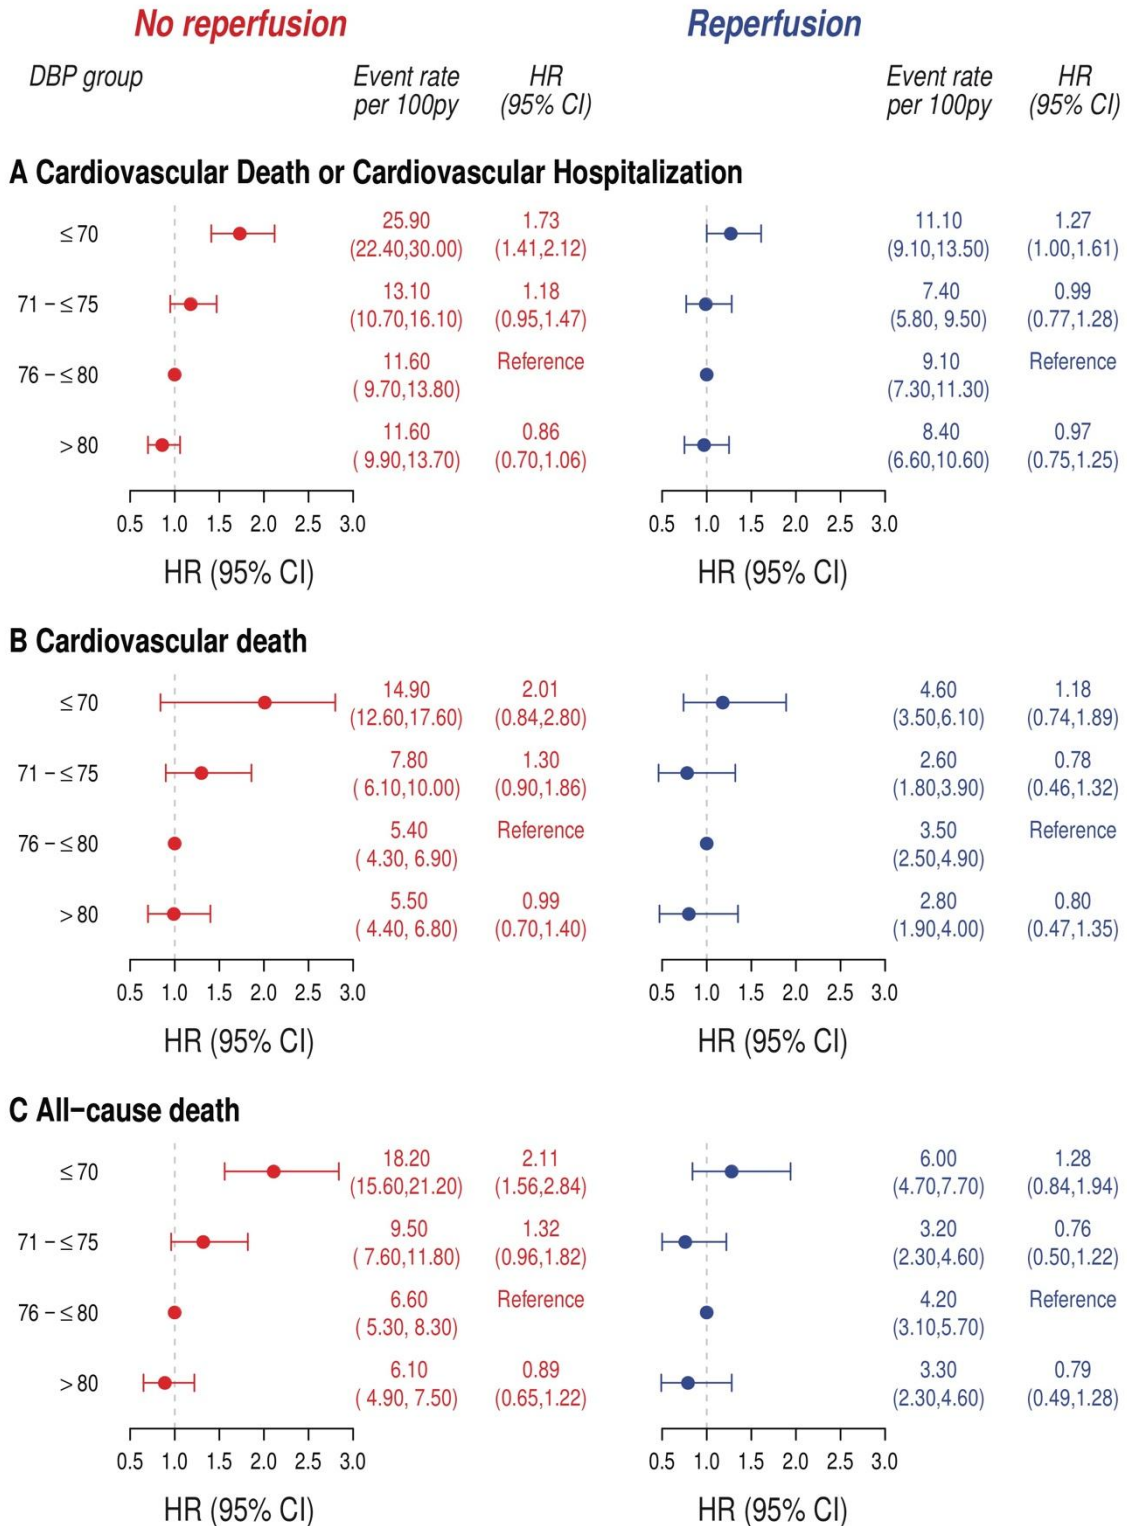 No reperfusion Reperfusion
DBP group Event rate per 100py HR (95% CI) Event rate per 100py HR (95% CI)
A Cardiovascular Death or Cardiovascular Hospitalization
≤ 70 25.90 1.73 11.10 1.27
(22.40,30.00) (1.41,2.12) (9.10,13.50) (1.00,1.61)
71 – ≤ 75 13.10 1.18 7.40 0.99
(10.70,16.10) (0.95,1.47) (5.80, 9.50) (0.77,1.28)
76 – ≤ 80 11.60 Reference 9.10 Reference
( 9.70,13.80) (7.30,11.30)
> 80 11.60 0.86 8.40 0.97
( 9.90,13.70) (0.70,1.06) (6.60,10.60) (0.75,1.25)
0.5 1.0 1.5 2.0 2.5 3.0 0.5 1.0 1.5 2.0 2.5 3.0
HR (95% CI) HR (95% CI)
B Cardiovascular death
≤ 70 14.90 2.01 4.60 1.18
(12.60,17.60) (0.84,2.80) (3.50,6.10) (0.74,1.89)
71 – ≤ 75 7.80 1.30 2.60 0.78
( 6.10,10.00) (0.90,1.86) (1.80,3.90) (0.46,1.32)
76 – ≤ 80 5.40 Reference 3.50 Reference
( 4.30, 6.90) (2.50,4.90)
> 80 5.50 0.99 2.80 0.80
( 4.40, 6.80) (0.70,1.40) (1.90,4.00) (0.47,1.35)
0.5 1.0 1.5 2.0 2.5 3.0 0.5 1.0 1.5 2.0 2.5 3.0
HR (95% CI) HR (95% CI)
C All−cause death
≤ 70 18.20 2.11 6.00 1.28
(15.60,21.20) (1.56,2.84) (4.70,7.70) (0.84,1.94)
71 – ≤ 75 9.50 1.32 3.20 0.76
( 7.60,11.80) (0.96,1.82) (2.30,4.60) (0.50,1.22)
76 – ≤ 80 6.60 Reference 4.20 Reference
( 5.30, 8.30) (3.10,5.70)
> 80 6.10 0.89 3.30 0.79
( 4.90, 7.50) (0.65,1.22) (2.30,4.60) (0.49,1.28)
0.5 1.0 1.5 2.0 2.5 3.0 0.5 1.0 1.5 2.0 2.5 3.0
HR (95% CI) HR (95% CI)